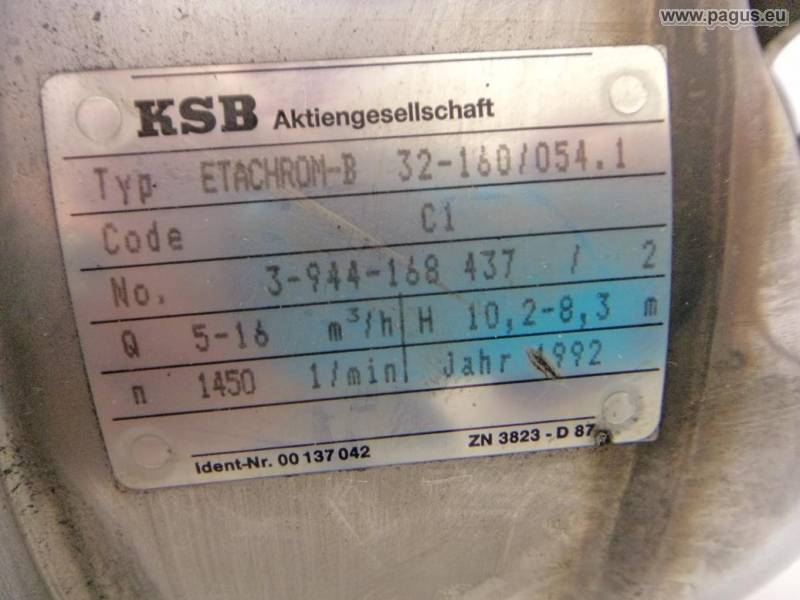 www.pagus.eu
KSB Aktiengesellschaft
Typ ETACHROM-B 32-160/054.1
Code C1
No. 3-944-168 437 / 2
Q 5-16 m³/h H 10,2-8,3 m
n 1450 1/min Jahr 1992
Ident-Nr. 00 137 042 ZN 3823 - D 87